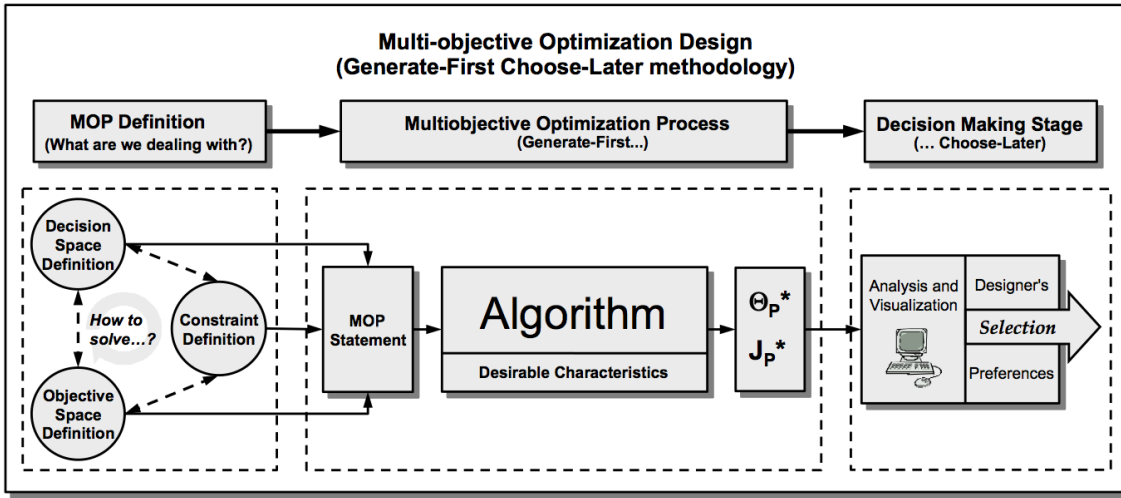 Multi-objective Optimization Design
(Generate-First Choose-Later methodology)
MOP Definition
(What are we dealing with?)
Multiobjective Optimization Process
(Generate-First...)
Decision Making Stage
(... Choose-Later)
Decision
Space
Definition
How to
solve...?
Constraint
Definition
Objective
Space
Definition
MOP
Statement
Algorithm
Desirable Characteristics
Θ_P*
J_P*
Analysis and
Visualization
Designer's
Selection
Preferences